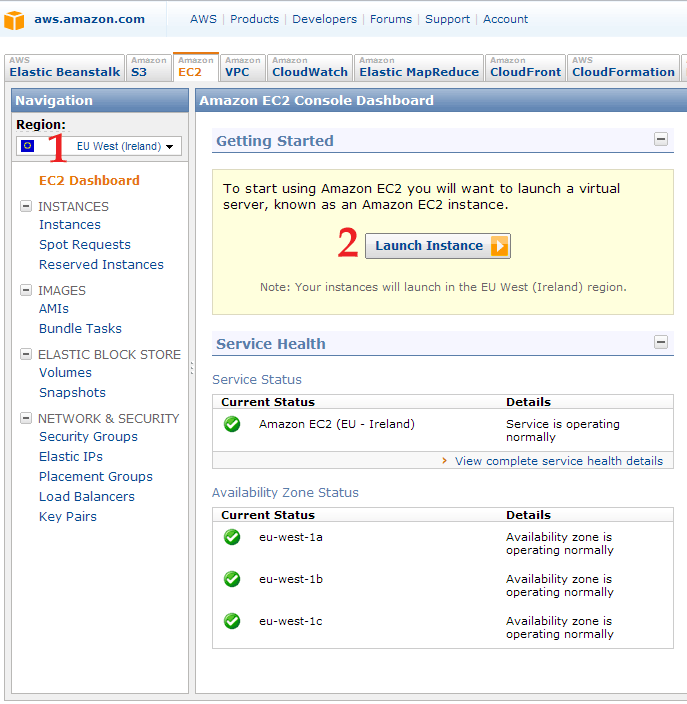 aws.amazon.com
AWS | Products | Developers | Forums | Support | Account
AWS
Elastic Beanstalk
Amazon
S3
Amazon
EC2
Amazon
VPC
Amazon
CloudWatch
Amazon
Elastic MapReduce
Amazon
CloudFront
AWS
CloudFormation
Navigation
Region:
1
EU West (Ireland)
EC2 Dashboard
INSTANCES
Instances
Spot Requests
Reserved Instances
IMAGES
AMIs
Bundle Tasks
ELASTIC BLOCK STORE
Volumes
Snapshots
NETWORK & SECURITY
Security Groups
Elastic IPs
Placement Groups
Load Balancers
Key Pairs
Amazon EC2 Console Dashboard
Getting Started
To start using Amazon EC2 you will want to launch a virtual
server, known as an Amazon EC2 instance.
2 Launch Instance
Note: Your instances will launch in the EU West (Ireland) region.
Service Health
Service Status
Current Status Details
Amazon EC2 (EU - Ireland) Service is operating
normally
› View complete service health details
Availability Zone Status
Current Status Details
eu-west-1a Availability zone is
operating normally
eu-west-1b Availability zone is
operating normally
eu-west-1c Availability zone is
operating normally